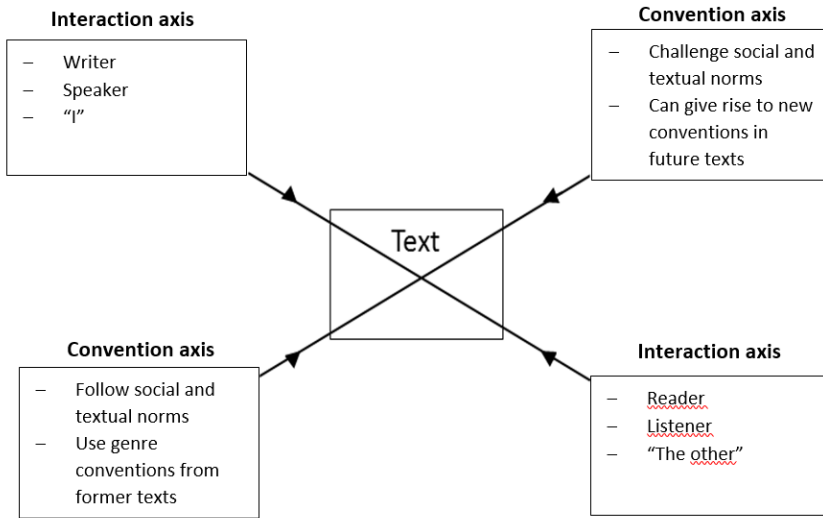 Interaction axis
– Writer
– Speaker
– “I”
Convention axis
– Challenge social and
textual norms
– Can give rise to new
conventions in
future texts
Text
Convention axis
– Follow social and
textual norms
– Use genre
conventions from
former texts
Interaction axis
– Reader
– Listener
– “The other”